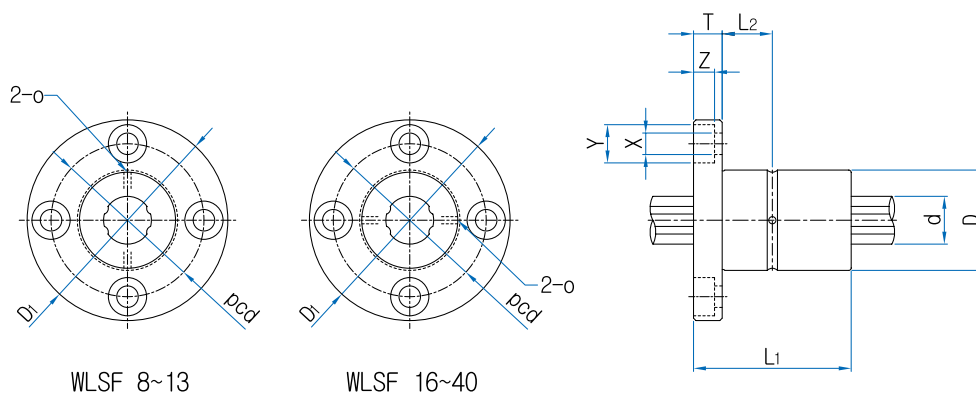 2-o
D1
pcd
WLSF 8~13
D1
pcd
2-o
WLSF 16~40
T
L2
Z
Y
X
d
D
L1